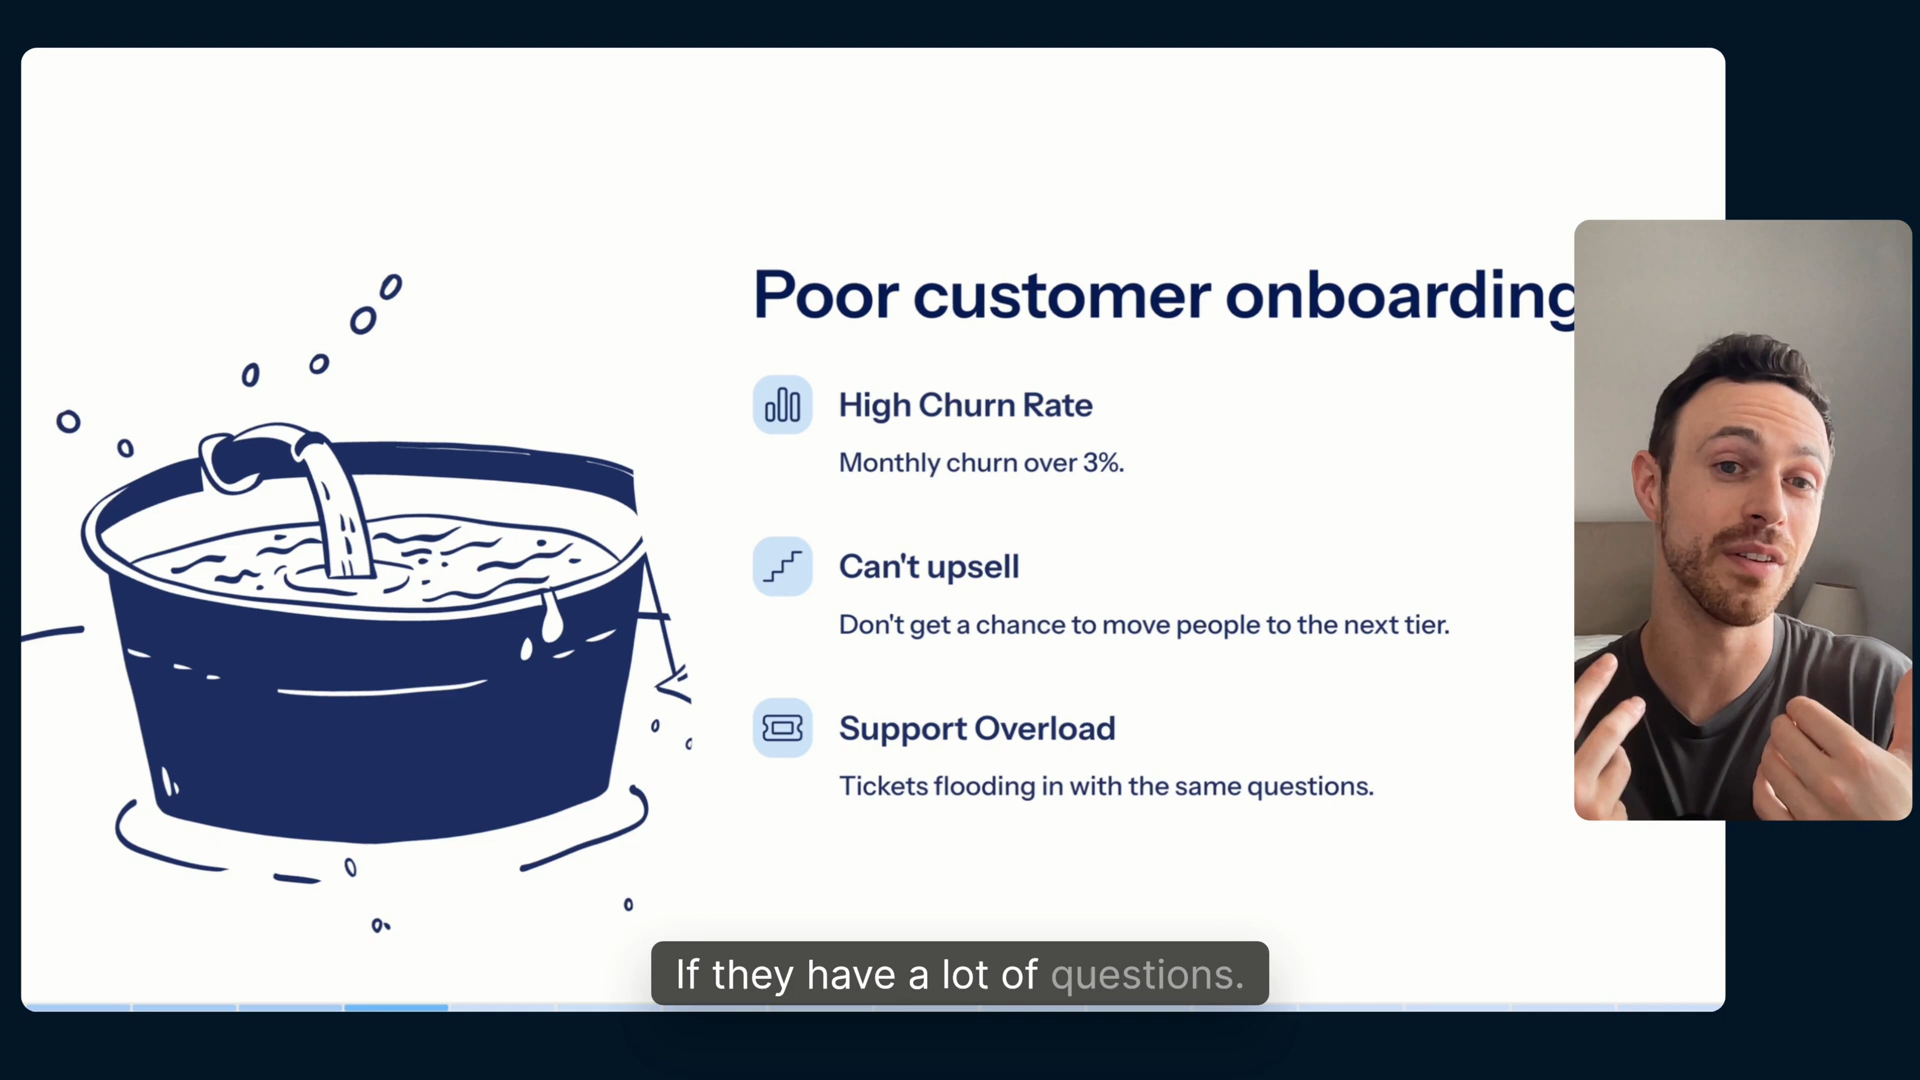 Poor customer onboarding
High Churn Rate
Monthly churn over 3%.
Can't upsell
Don't get a chance to move people to the next tier.
Support Overload
Tickets flooding in with the same questions.
If they have a lot of questions.